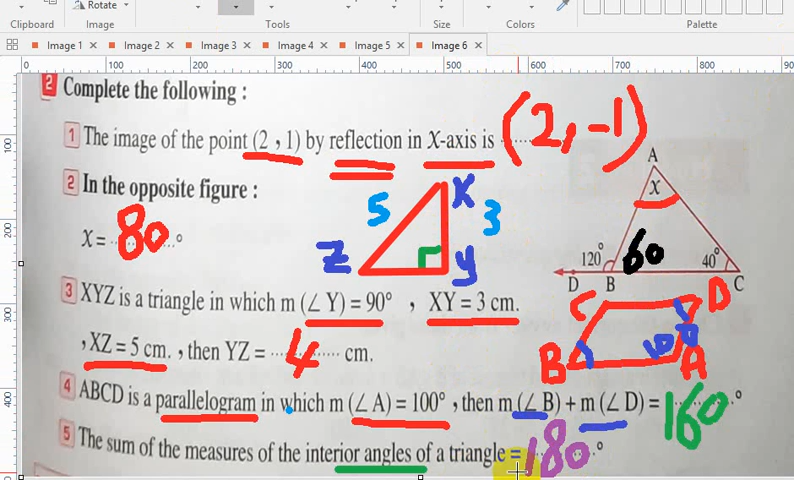 Rotate
Clipboard Image Tools Size Colors Palette
Image 1 × Image 2 × Image 3 × Image 4 × Image 5 × Image 6 ×
0 100 200 300 400 500 600 700 800
100
200
300
400
2 Complete the following :
1 The image of the point (2 , 1) by reflection in X-axis is (2, -1)
2 In the opposite figure :
X = 80 °
5 X 3 Z Y
A
X
120° 60 40°
D B C
3 XYZ is a triangle in which m (∠ Y) = 90° , XY = 3 cm.
, XZ = 5 cm. , then YZ = 4 cm.
C D
B A
4 ABCD is a parallelogram in which m (∠ A) = 100° , then m (∠ B) + m (∠ D) = 160 °
5 The sum of the measures of the interior angles of a triangle = 180 °